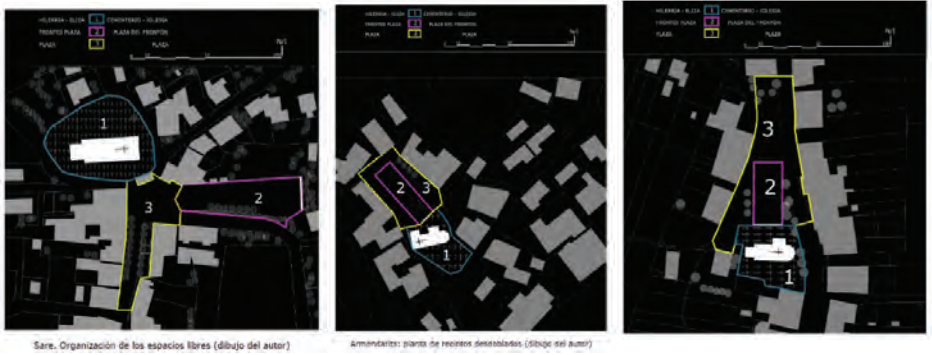 HILERRIA - ELIZA 1 CEMENTERIO - IGLESIA
FRONTOI PLAZA 2 PLAZA DEL FRONTÓN
PLAZA 3 PLAZA
1
2
3
Sare. Organización de los espacios libres (dibujo del autor)
HILERRIA - ELIZA 1 CEMENTERIO - IGLESIA
FRONTOI PLAZA 2 PLAZA DEL FRONTÓN
PLAZA 3 PLAZA
2
3
1
Armendarits: planta de recintos desdoblados (dibujo del autor)
HILERRIA - ELIZA 1 CEMENTERIO - IGLESIA
FRONTOI PLAZA 2 PLAZA DEL FRONTÓN
PLAZA 3 PLAZA
3
2
1